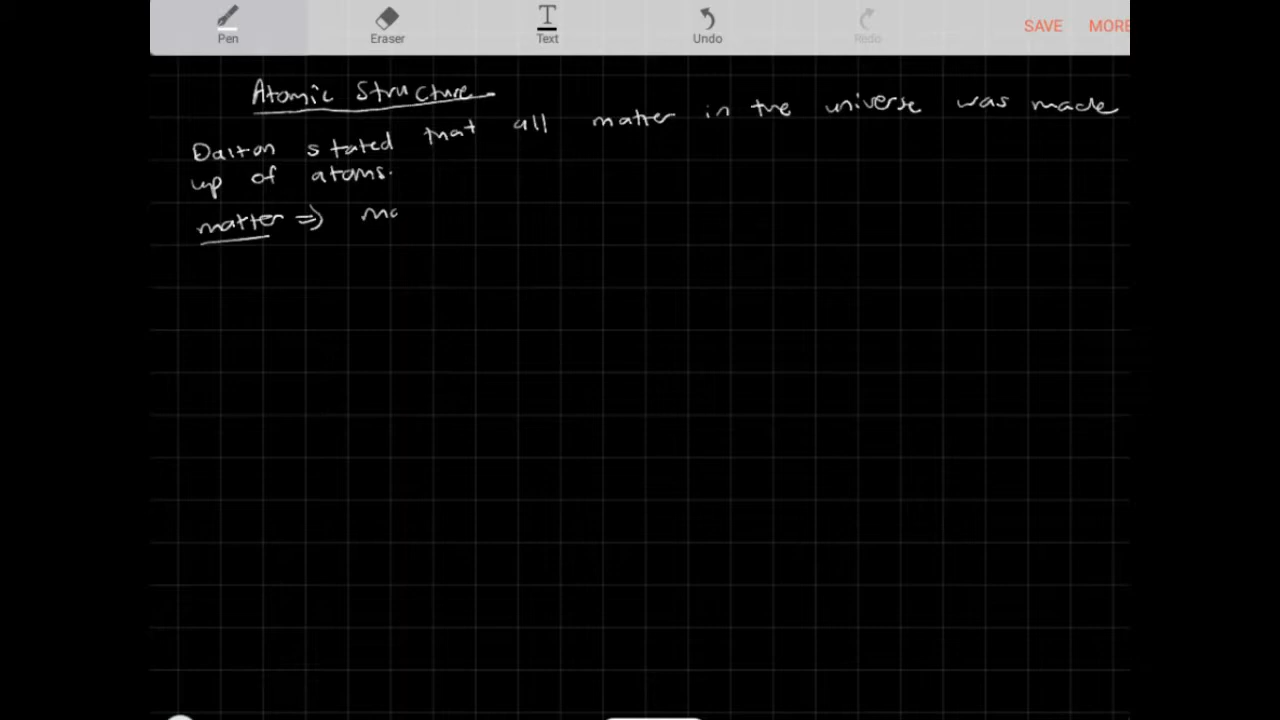 Pen Eraser Text Undo Redo SAVE MORE
Atomic Structure
Dalton stated that all matter in the universe was made
up of atoms.
matter => ma